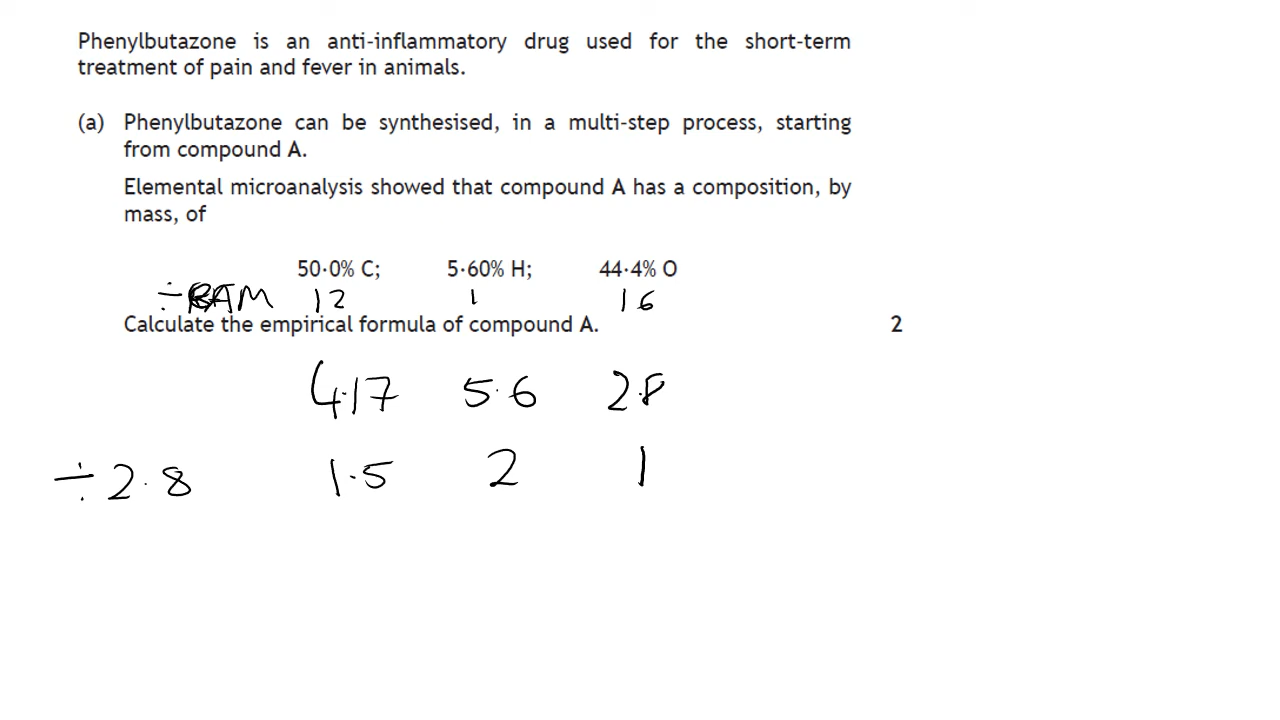 Phenylbutazone is an anti-inflammatory drug used for the short-term
treatment of pain and fever in animals.
(a) Phenylbutazone can be synthesised, in a multi-step process, starting
from compound A.
Elemental microanalysis showed that compound A has a composition, by
mass, of
50·0% C; 5·60% H; 44·4% O
÷ RAM 12 1 16
Calculate the empirical formula of compound A. 2
4.17 5.6 2.8
÷ 2.8 1.5 2 1